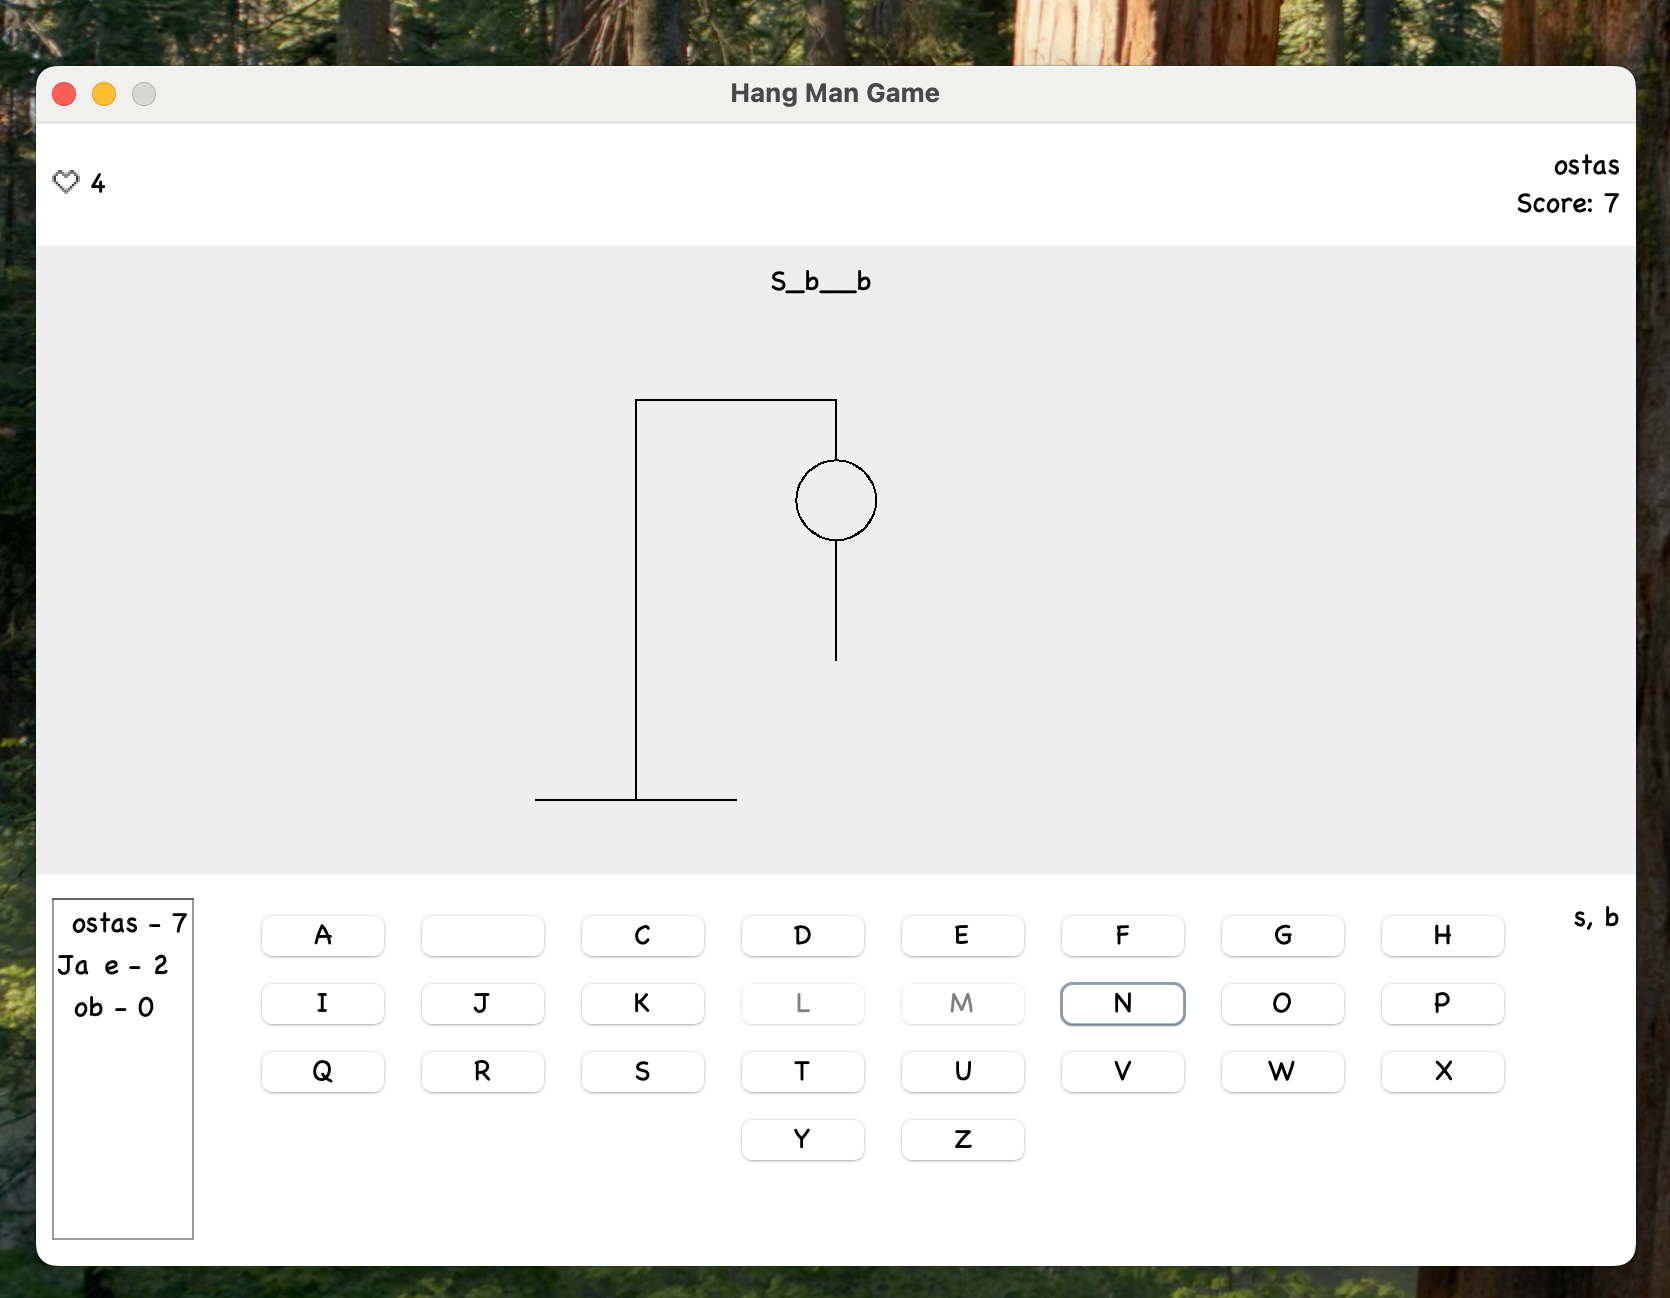 Hang Man Game
4
ostas
Score: 7
S_b__b
ostas - 7
Ja e - 2
ob - 0
A C D E F G H
I J K L M N O P
Q R S T U V W X
Y Z
s, b